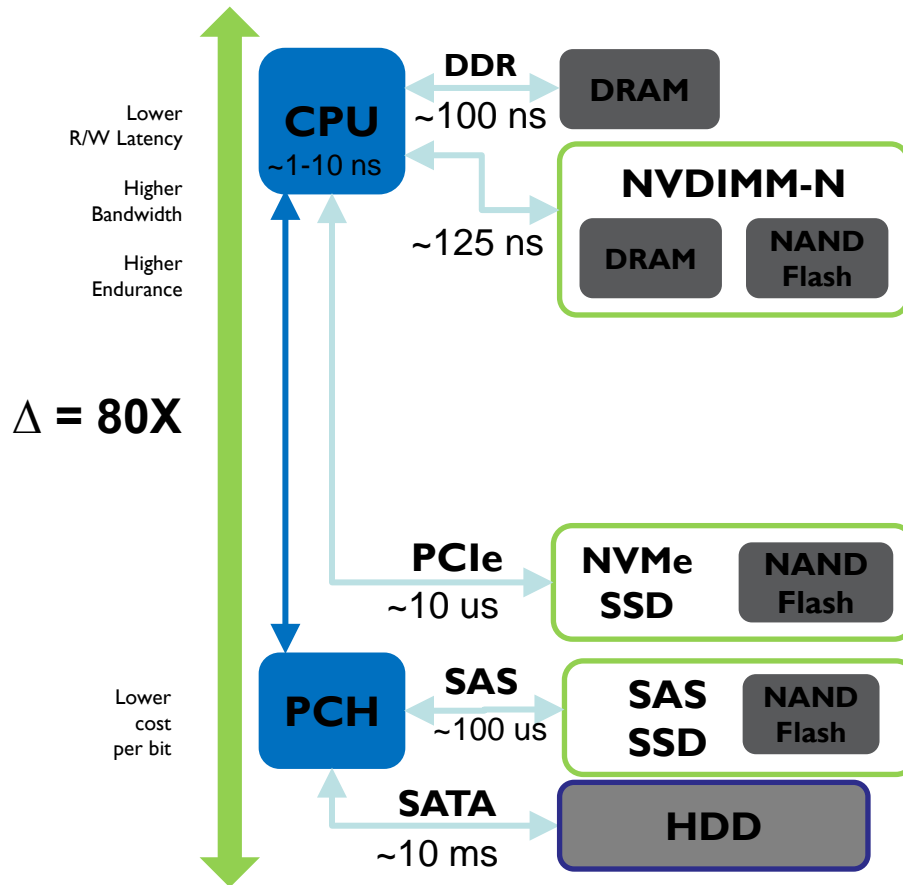 DDR
DRAM
CPU
~100 ns
~1-10 ns
Lower
R/W Latency
Higher
Bandwidth
Higher
Endurance
NVDIMM-N
~125 ns
DRAM
NAND
Flash
Δ = 80X
PCIe
~10 us
NVMe
SSD
NAND
Flash
PCH
SAS
~100 us
SAS
SSD
NAND
Flash
Lower
cost
per bit
SATA
~10 ms
HDD